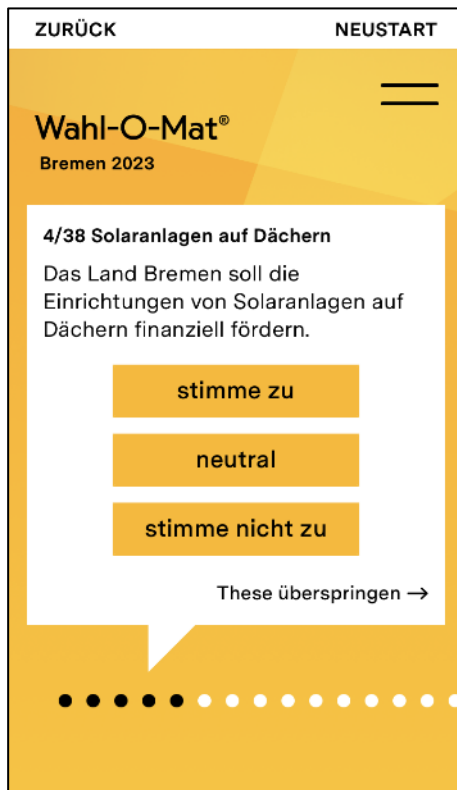 ZURÜCK NEUSTART
Wahl-O-Mat®
Bremen 2023
4/38 Solaranlagen auf Dächern
Das Land Bremen soll die
Einrichtungen von Solaranlagen auf
Dächern finanziell fördern.
stimme zu
neutral
stimme nicht zu
These überspringen →